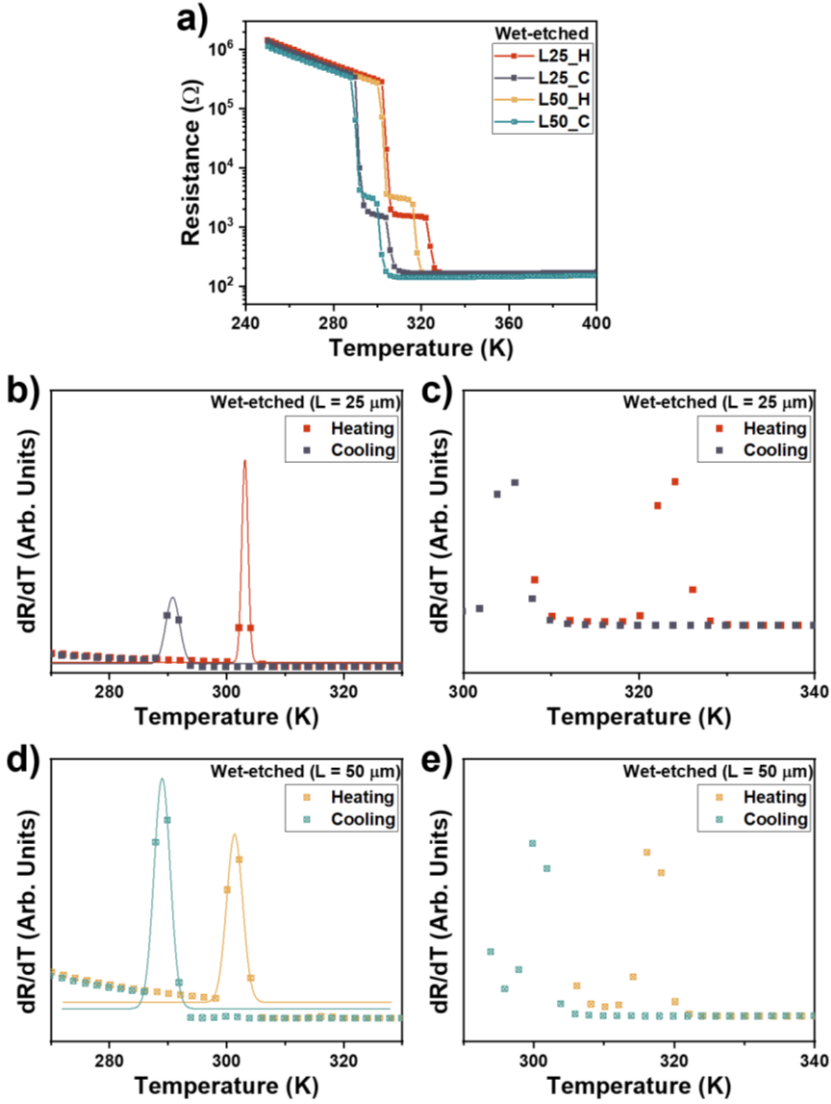 a)
Wet-etched
L25_H
L25_C
L50_H
L50_C
10⁶
10⁵
10⁴
10³
10²
Resistance (Ω)
240 280 320 360 400
Temperature (K)
b)
Wet-etched (L = 25 μm)
Heating
Cooling
dR/dT (Arb. Units)
280 300 320
Temperature (K)
c)
Wet-etched (L = 25 μm)
Heating
Cooling
dR/dT (Arb. Units)
300 320 340
Temperature (K)
d)
Wet-etched (L = 50 μm)
Heating
Cooling
dR/dT (Arb. Units)
280 300 320
Temperature (K)
e)
Wet-etched (L = 50 μm)
Heating
Cooling
dR/dT (Arb. Units)
300 320 340
Temperature (K)